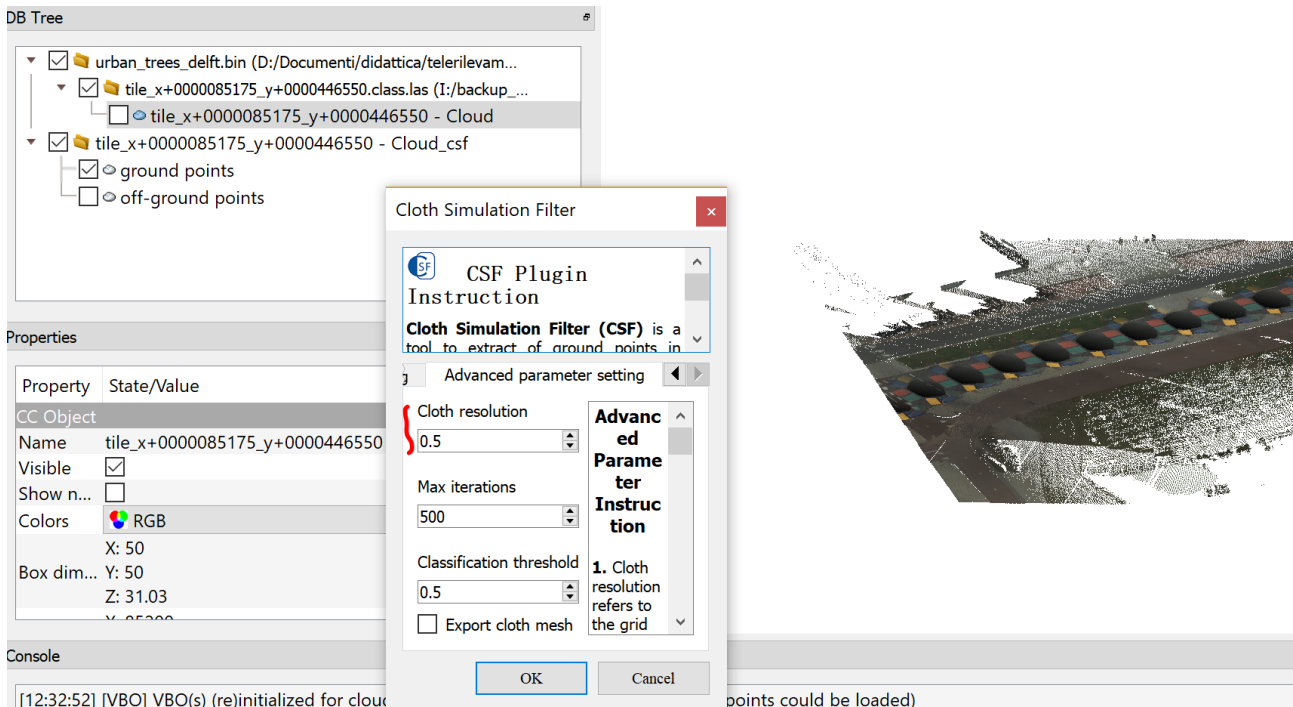 DB Tree
urban_trees_delft.bin (D:/Documenti/didattica/telerilevam...
tile_x+0000085175_y+0000446550.class.las (I:/backup_...
tile_x+0000085175_y+0000446550 - Cloud
tile_x+0000085175_y+0000446550 - Cloud_csf
ground points
off-ground points
Properties
Property State/Value
CC Object
Name tile_x+0000085175_y+0000446550
Visible
Show n...
Colors RGB
X: 50
Box dim... Y: 50
Z: 31.03
Console
[12:32:52] [VBO] VBO(s) (re)initialized for cloud
points could be loaded)
Cloth Simulation Filter
CSF
CSF Plugin
Instruction
Cloth Simulation Filter (CSF) is a
tool to extract of ground points in
Advanced parameter setting
Cloth resolution
0.5
Max iterations
500
Classification threshold
0.5
Export cloth mesh
Advanc
ed
Parame
ter
Instruc
tion
1. Cloth
resolution
refers to
the grid
OK Cancel